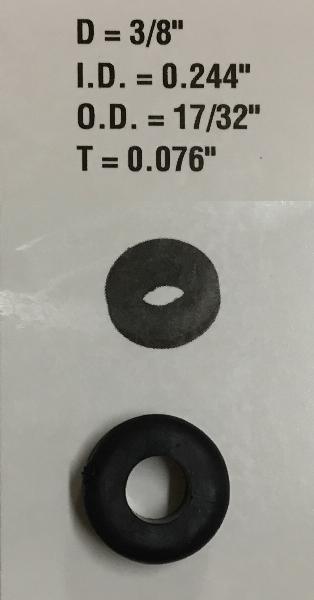 D = 3/8"
I.D. = 0.244"
O.D. = 17/32"
T = 0.076"